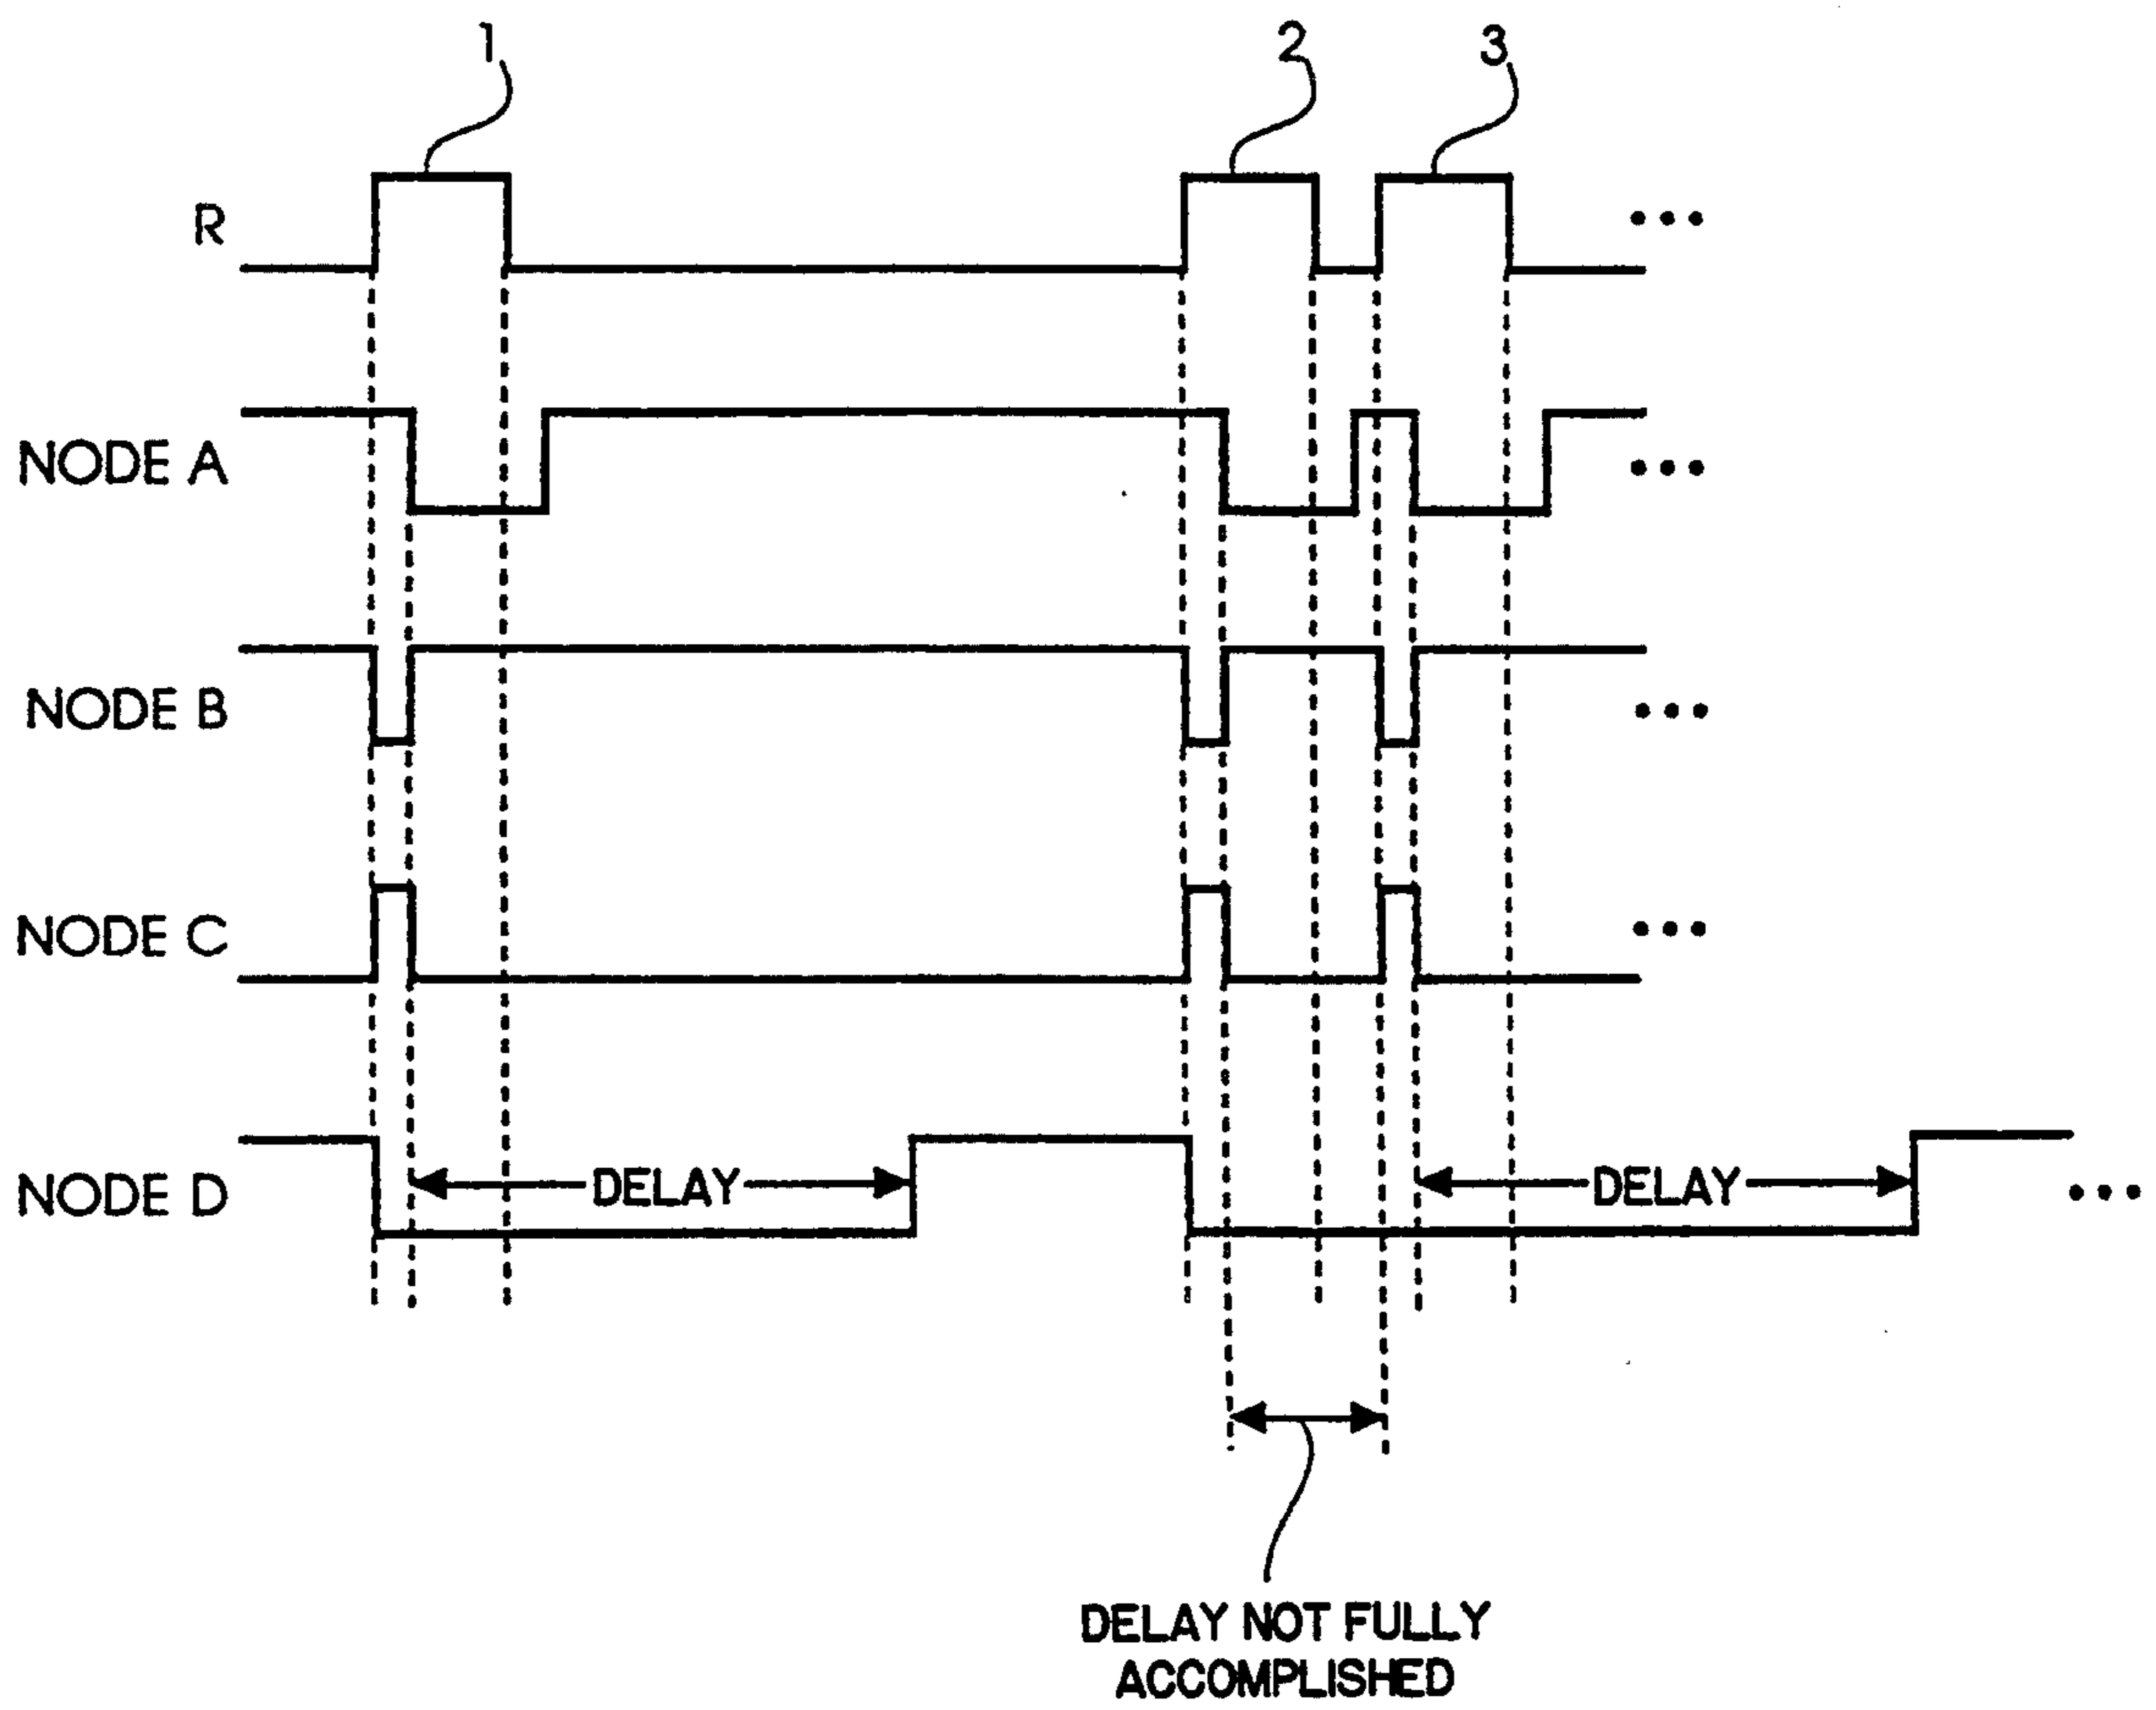 1
2
3
R
NODE A
NODE B
NODE C
NODE D
DELAY
DELAY
DELAY NOT FULLY
ACCOMPLISHED